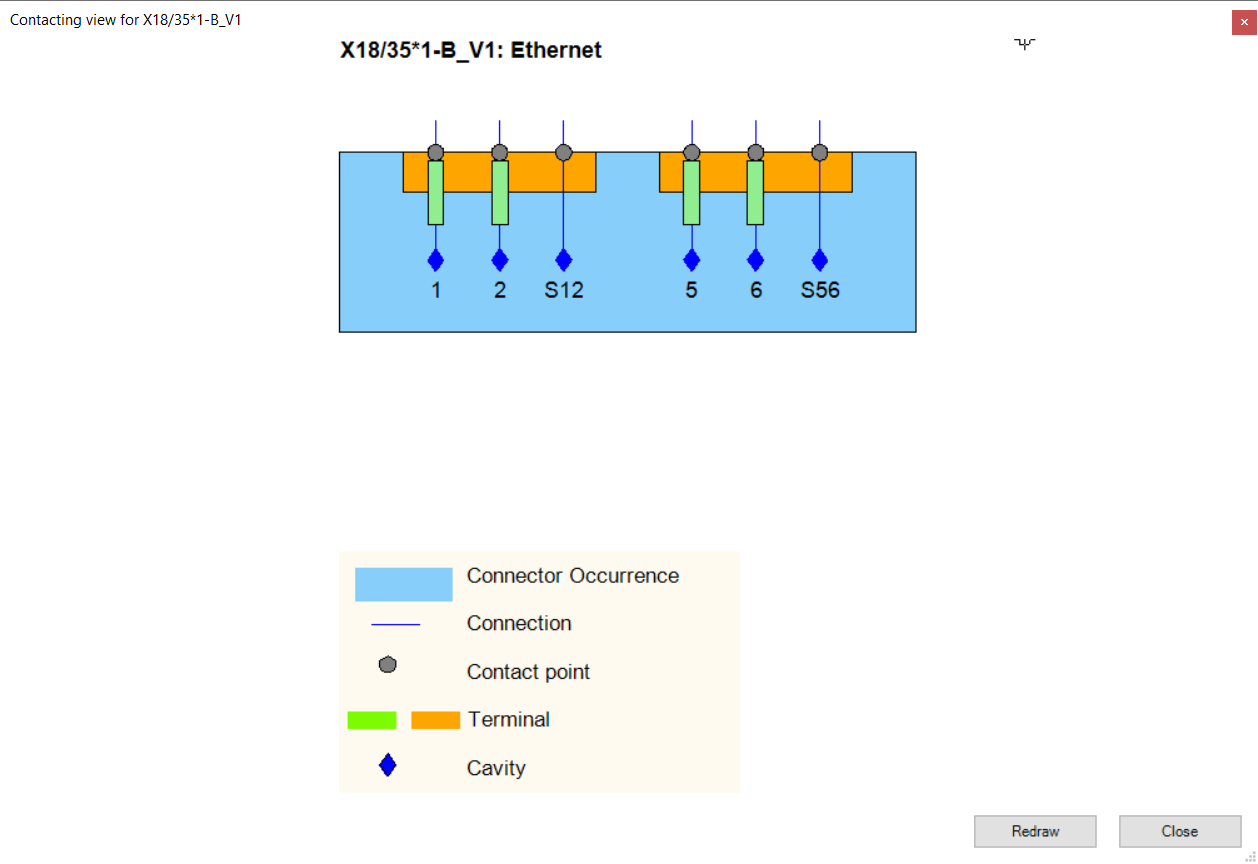 Contacting view for X18/35*1-B_V1
X18/35*1-B_V1: Ethernet
1 2 S12 5 6 S56
Connector Occurrence
Connection
Contact point
Terminal
Cavity
Redraw Close